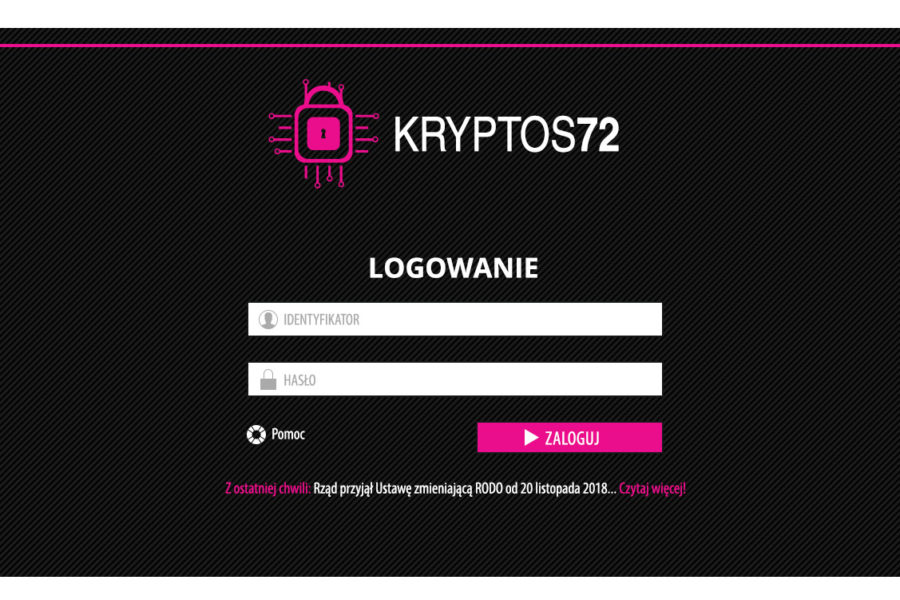 KRYPTOS72
LOGOWANIE
IDENTYFIKATOR
HASŁO
Pomoc
ZALOGUJ
Z ostatniej chwili: Rząd przyjął Ustawę zmieniającą RODO od 20 listopada 2018... Czytaj więcej!